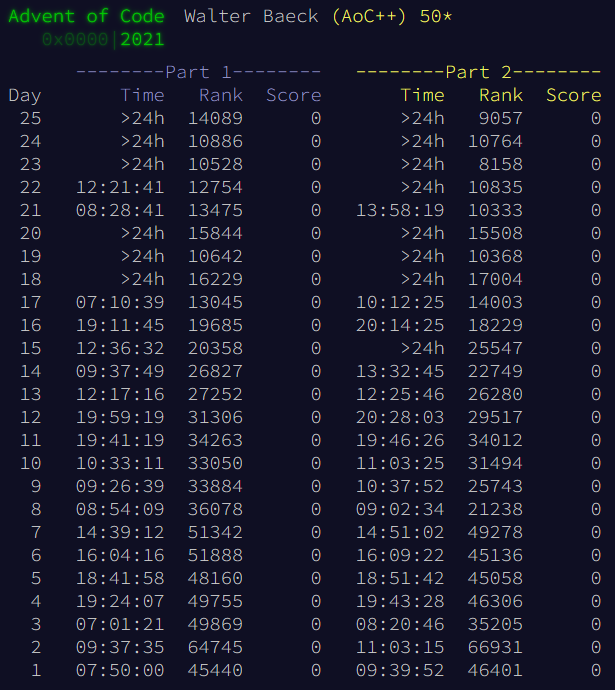 Advent of Code  Walter Baeck (AoC++) 50*
0x0000|2021
--------Part 1--------   --------Part 2--------
Day       Time   Rank  Score       Time   Rank  Score
25       >24h  14089      0       >24h   9057      0
24       >24h  10886      0       >24h  10764      0
23       >24h  10528      0       >24h   8158      0
22   12:21:41  12754      0       >24h  10835      0
21   08:28:41  13475      0   13:58:19  10333      0
20       >24h  15844      0       >24h  15508      0
19       >24h  10642      0       >24h  10368      0
18       >24h  16229      0       >24h  17004      0
17   07:10:39  13045      0   10:12:25  14003      0
16   19:11:45  19685      0   20:14:25  18229      0
15   12:36:32  20358      0       >24h  25547      0
14   09:37:49  26827      0   13:32:45  22749      0
13   12:17:16  27252      0   12:25:46  26280      0
12   19:59:19  31306      0   20:28:03  29517      0
11   19:41:19  34263      0   19:46:26  34012      0
10   10:33:11  33050      0   11:03:25  31494      0
9   09:26:39  33884      0   10:37:52  25743      0
8   08:54:09  36078      0   09:02:34  21238      0
7   14:39:12  51342      0   14:51:02  49278      0
6   16:04:16  51888      0   16:09:22  45136      0
5   18:41:58  48160      0   18:51:42  45058      0
4   19:24:07  49755      0   19:43:28  46306      0
3   07:01:21  49869      0   08:20:46  35205      0
2   09:37:35  64745      0   11:03:15  66931      0
1   07:50:00  45440      0   09:39:52  46401      0